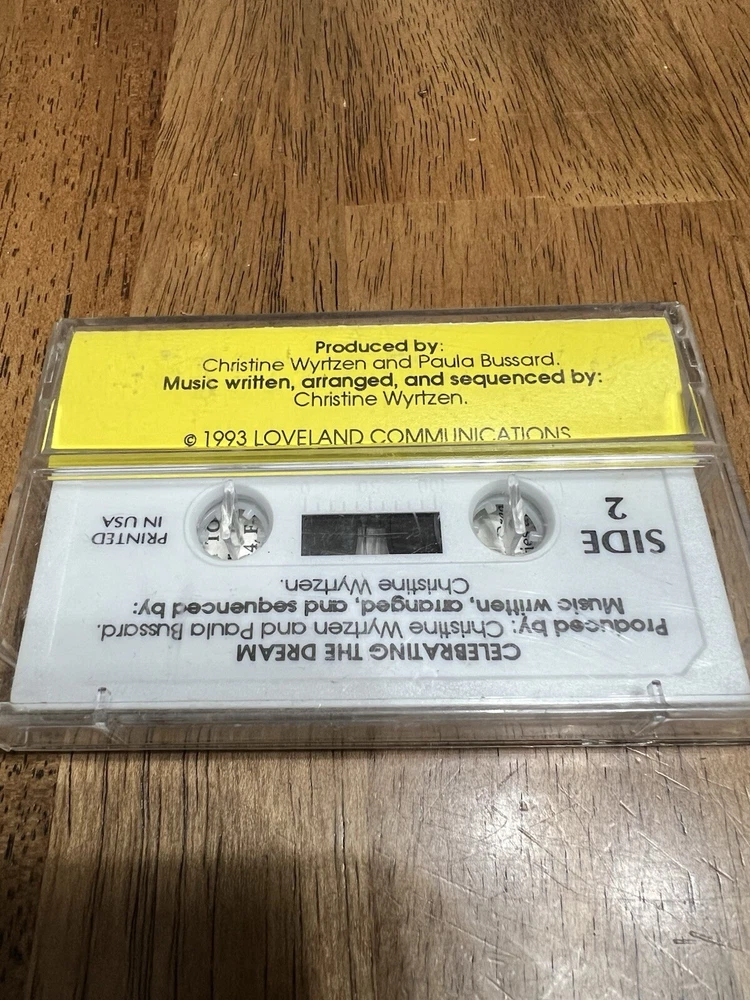 Produced by:
Christine Wyrtzen and Paula Bussard.
Music written, arranged, and sequenced by:
Christine Wyrtzen.
© 1993 LOVELAND COMMUNICATIONS
CELEBRATING THE DREAM
Produced by: Christine Wyrtzen and Paula Bussard.
Music written, arranged, and sequenced by:
Christine Wyrtzen.
SIDE
2
PRINTED
IN USA